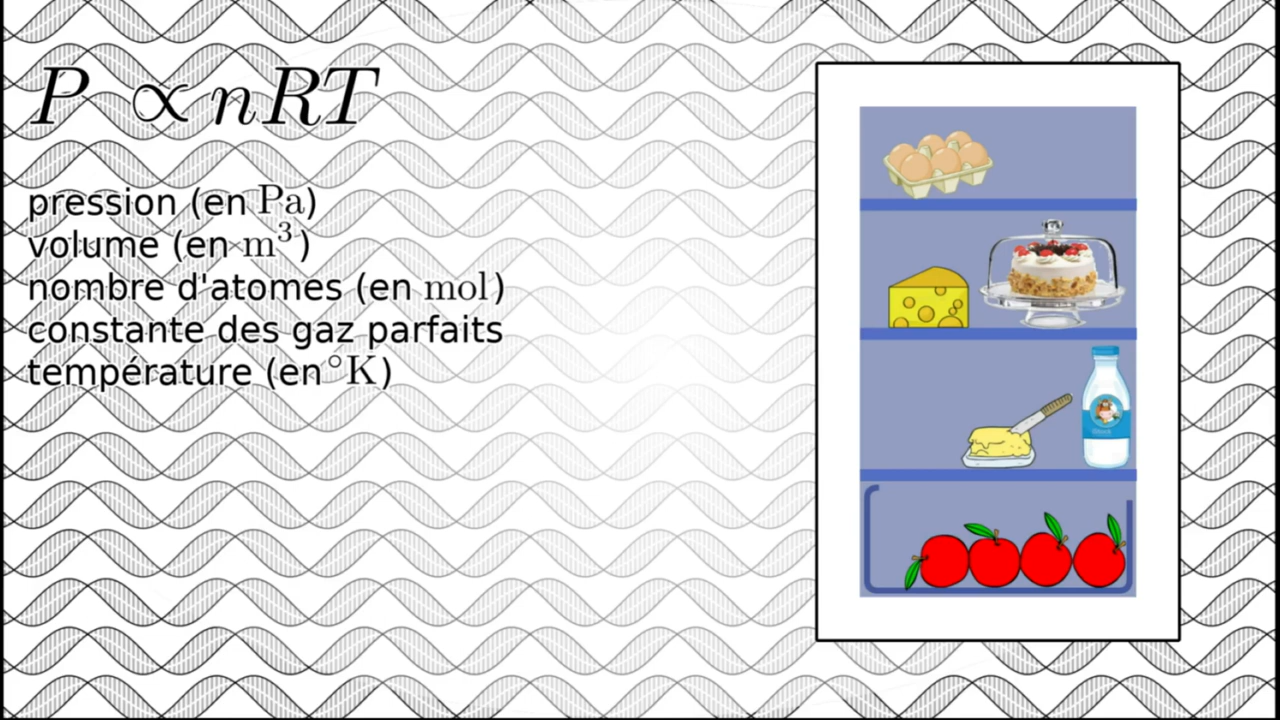 P ∝ nRT
pression (en Pa)
volume (en m³)
nombre d'atomes (en mol)
constante des gaz parfaits
température (en °K)